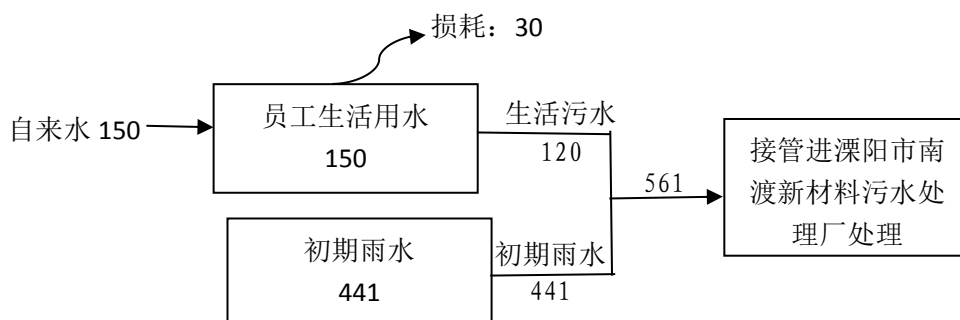 损耗：30
自来水 150
员工生活用水
150
生活污水
120
561
接管进溧阳市南
渡新材料污水处
理厂处理
初期雨水
441
初期雨水
441